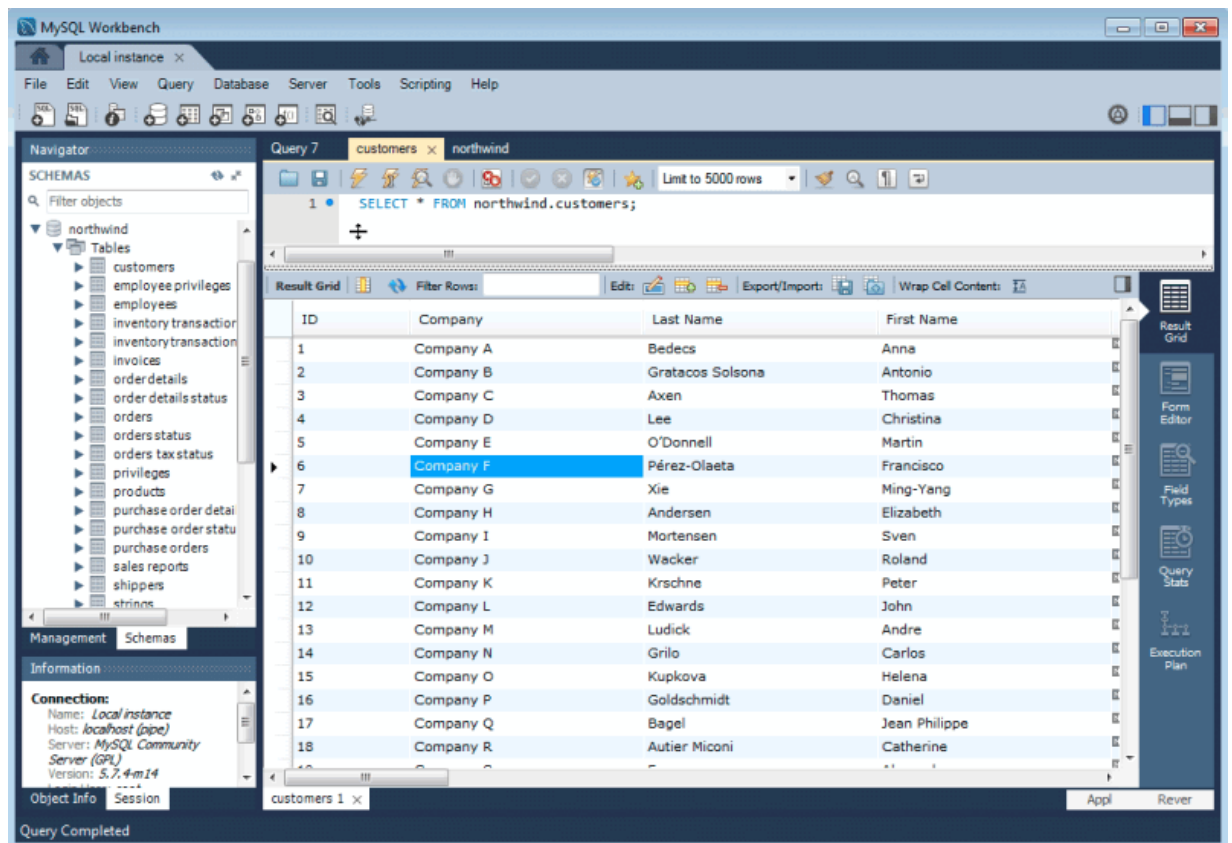 MySQL Workbench
Local instance
File Edit View Query Database Server Tools Scripting Help
Navigator
SCHEMAS
Filter objects
northwind
Tables
customers
employee privileges
employees
inventory transaction
inventory transaction
invoices
order details
order details status
orders
orders status
orders tax status
privileges
products
purchase order detai
purchase order statu
purchase orders
sales reports
shippers
strings
Management Schemas
Information
Connection:
Name: Local instance
Host: localhost (pipe)
Server: MySQL Community
Server (GPL)
Version: 5.7.4-m14
Object Info Session
Query 7 customers northwind
Limit to 5000 rows
1 SELECT * FROM northwind.customers;
Result Grid Filter Rows: Edit: Export/Import: Wrap Cell Content:
ID Company Last Name First Name
1 Company A Bedecs Anna
2 Company B Gratacos Solsona Antonio
3 Company C Axen Thomas
4 Company D Lee Christina
5 Company E O'Donnell Martin
6 Company F Pérez-Olaeta Francisco
7 Company G Xie Ming-Yang
8 Company H Andersen Elizabeth
9 Company I Mortensen Sven
10 Company J Wacker Roland
11 Company K Krschne Peter
12 Company L Edwards John
13 Company M Ludick Andre
14 Company N Grilo Carlos
15 Company O Kupkova Helena
16 Company P Goldschmidt Daniel
17 Company Q Bagel Jean Philippe
18 Company R Autier Miconi Catherine
Result
Grid
Form
Editor
Field
Types
Query
Stats
Execution
Plan
customers 1
Appl Rever
Query Completed